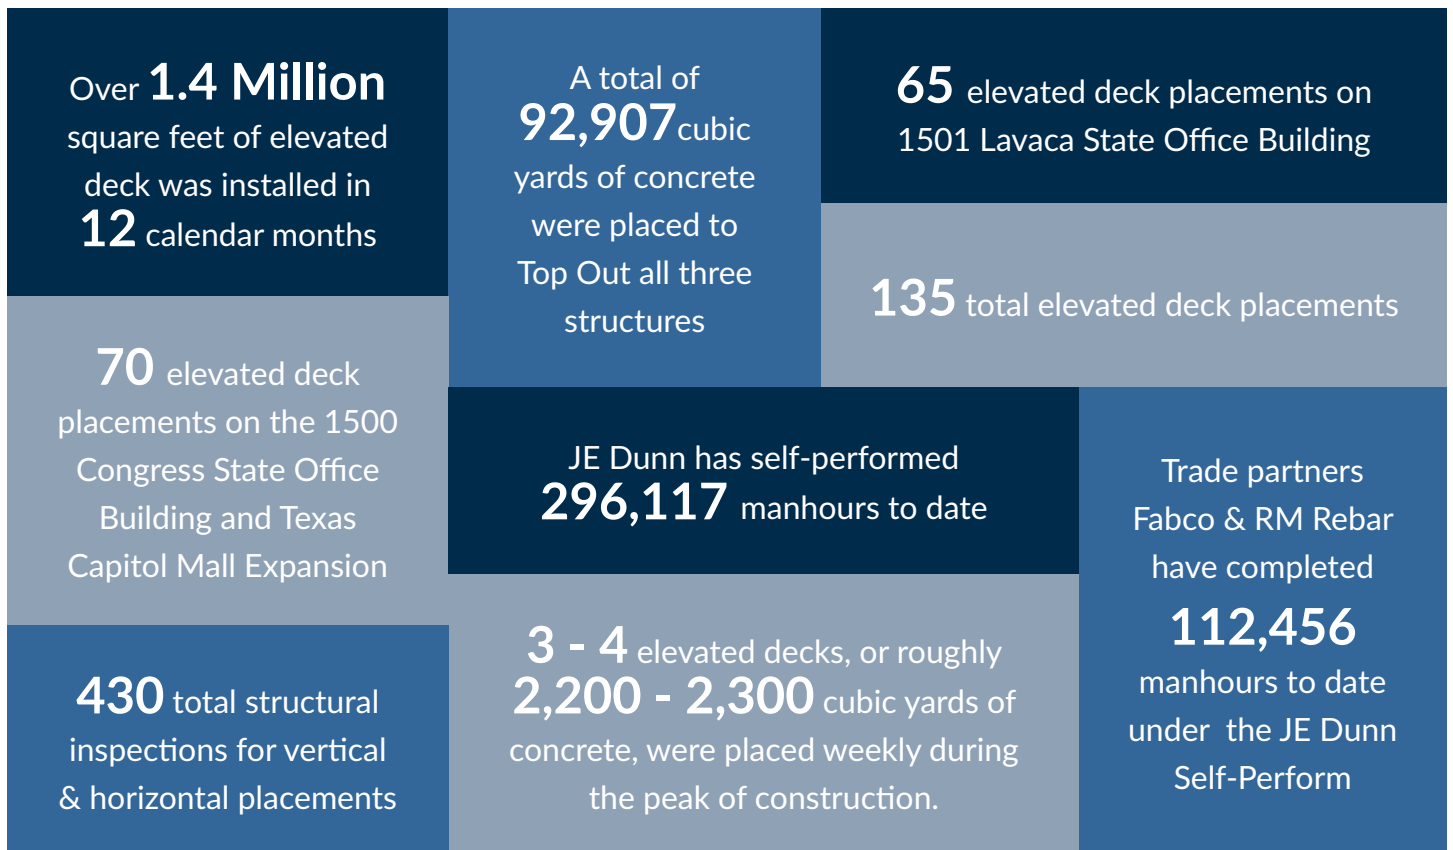 Over 1.4 Million
square feet of elevated
deck was installed in
12 calendar months
A total of
92,907 cubic
yards of concrete
were placed to
Top Out all three
structures
65 elevated deck placements on
1501 Lavaca State Office Building
135 total elevated deck placements
70 elevated deck
placements on the 1500
Congress State Office
Building and Texas
Capitol Mall Expansion
JE Dunn has self-performed
296,117 manhours to date
Trade partners
Fabco & RM Rebar
have completed
112,456
manhours to date
under the JE Dunn
Self-Perform
430 total structural
inspections for vertical
& horizontal placements
3 - 4 elevated decks, or roughly
2,200 - 2,300 cubic yards of
concrete, were placed weekly during
the peak of construction.